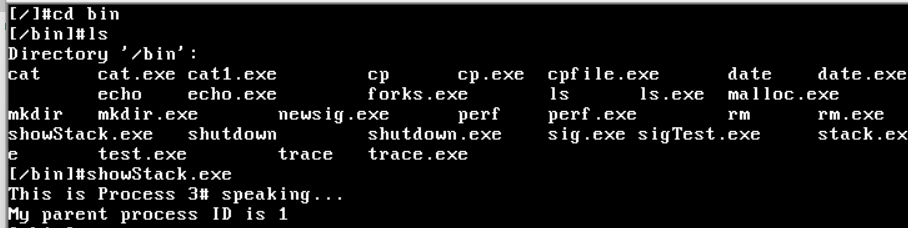 [/]#cd bin
[/bin]#ls
Directory '/bin':
cat cat.exe cat1.exe cp cp.exe cpfile.exe date date.exe
echo echo.exe forks.exe ls ls.exe malloc.exe
mkdir mkdir.exe newsig.exe perf perf.exe rm rm.exe
showStack.exe shutdown shutdown.exe sig.exe sigTest.exe stack.ex
e test.exe trace trace.exe
[/bin]#showStack.exe
This is Process 3# speaking...
My parent process ID is 1